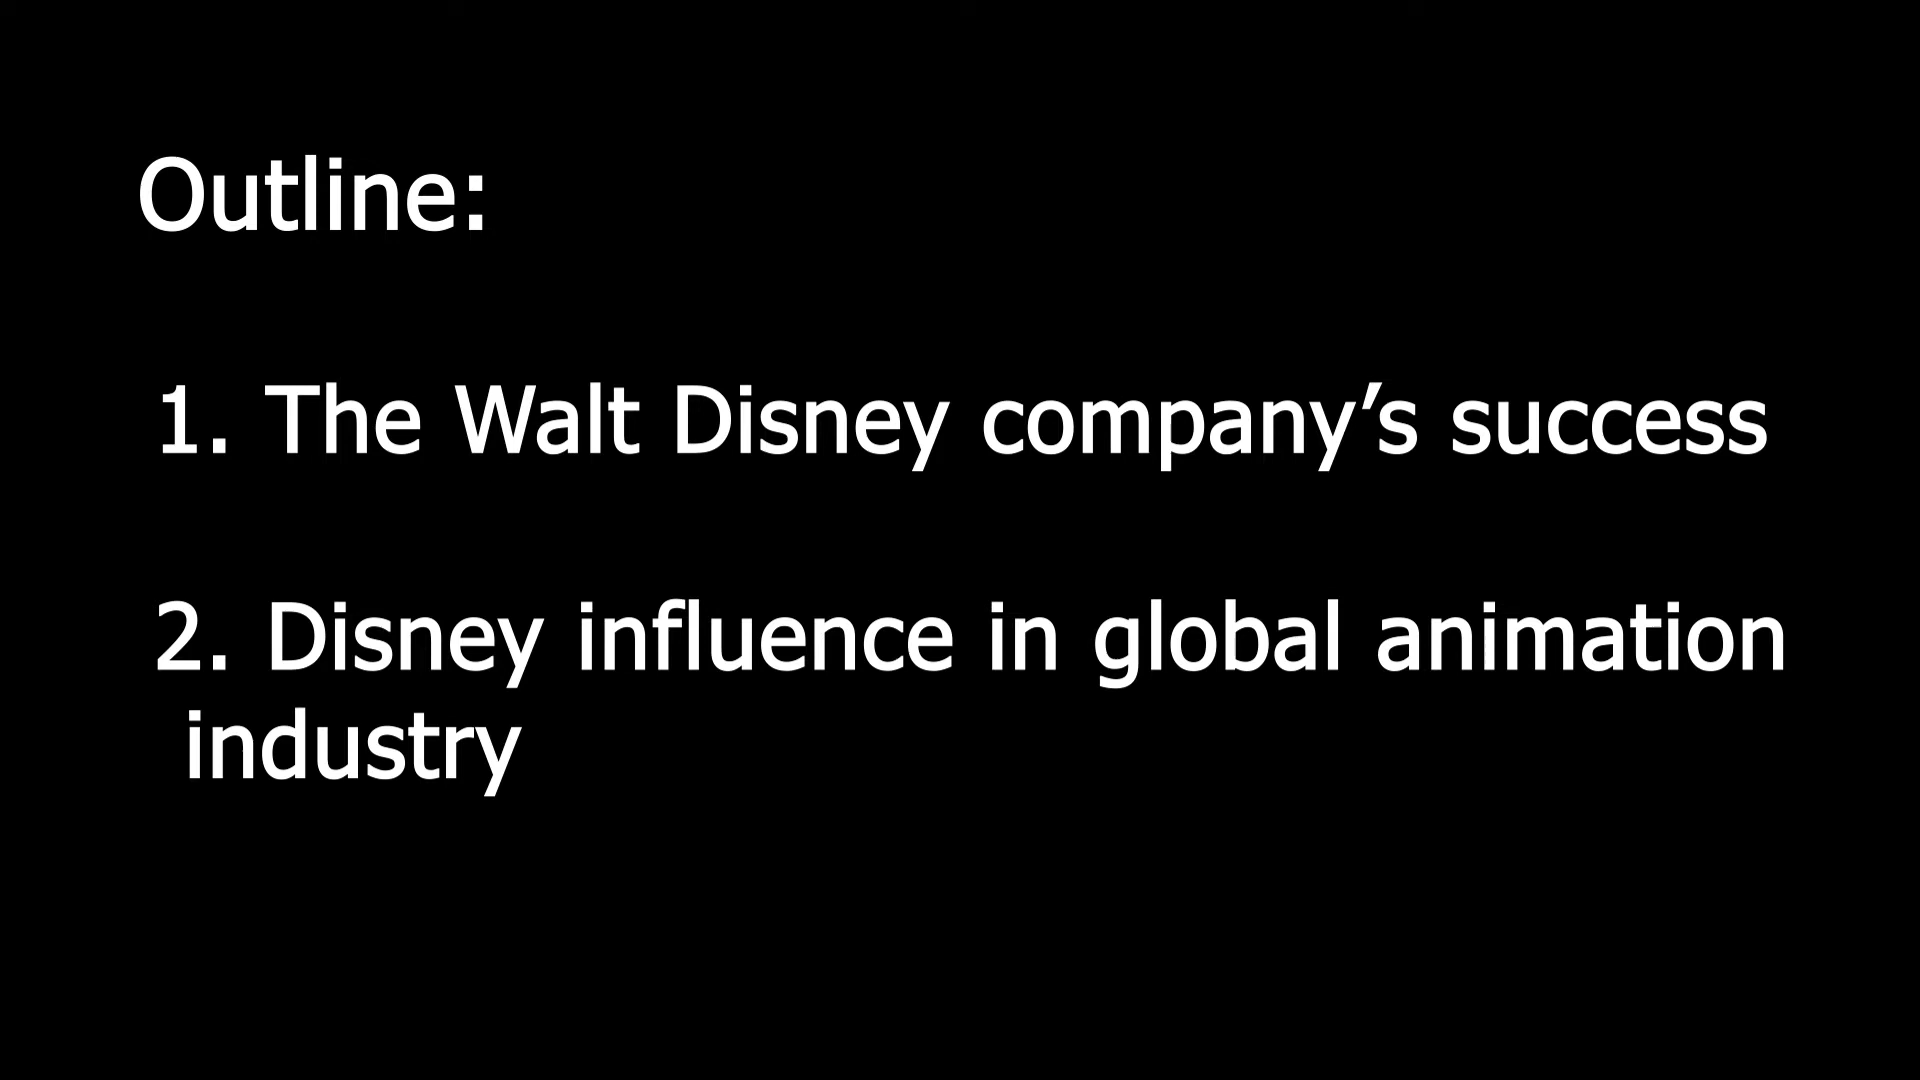 Outline:
1. The Walt Disney company’s success
2. Disney influence in global animation
industry